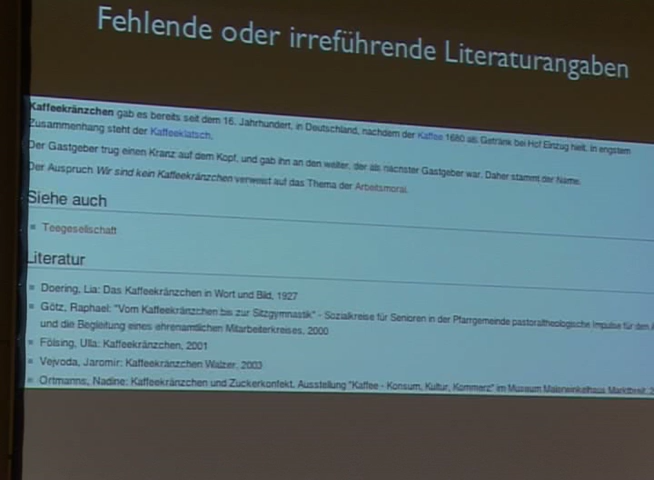 Fehlende oder irreführende Literaturangaben
Kaffeekränzchen gab es bereits seit dem 16. Jahrhundert, in Deutschland, nachdem der Kaffee 1680 als Getränk bei Hof Einzug hielt. In engstem
Zusammenhang steht der Kaffeeklatsch.
Der Gastgeber trug einen Kranz auf dem Kopf, und gab ihn an den weiter, der als nächster Gastgeber war. Daher stammt der Name.
Der Auspruch Wir sind kein Kaffeekränzchen verweist auf das Thema der Arbeitsmoral.
Siehe auch
Teegesellschaft
Literatur
Doering, Lia: Das Kaffeekränzchen in Wort und Bild, 1927
Götz, Raphael: "Vom Kaffeekränzchen bis zur Sitzgymnastik" - Sozialkreise für Senioren in der Pfarrgemeinde pastoraltheologische Impulse für den
und die Begleitung eines ehrenamtlichen Mitarbeiterkreises, 2000
Fölsing, Ulla: Kaffeekränzchen, 2001
Vejvoda, Jaromir: Kaffeekränzchen Walzer, 2003
Ortmanns, Nadine: Kaffeekränzchen und Zuckerkonfekt. Ausstellung "Kaffee - Konsum, Kultur, Kommerz" im Museum Malerwinkelhaus Marktbreit,